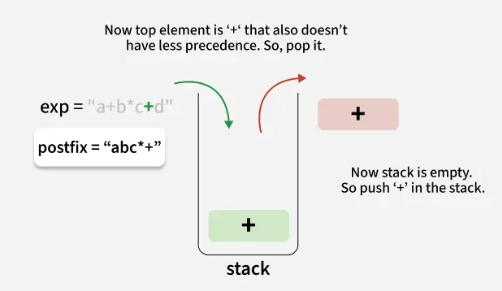 Now top element is ‘+‘ that also doesn’t
have less precedence. So, pop it.
exp = "a+b*c+d"
postfix = “abc*+”
+
Now stack is empty.
So push ‘+’ in the stack.
+
stack